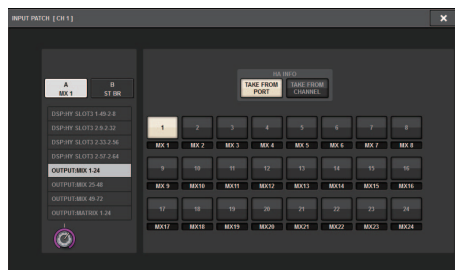 INPUT PATCH [ CH 1 ]
A
MX 1
B
ST BR
HA INFO
TAKE FROM PORT
TAKE FROM CHANNEL
DSP:HY SLOT3 1-49.2-8
DSP:HY SLOT3 2.9-2.32
DSP:HY SLOT3 2.33-2.56
DSP:HY SLOT3 2.57-2.64
OUTPUT:MIX 1-24
OUTPUT:MIX 25-48
OUTPUT:MIX 49-72
OUTPUT:MATRIX 1-24
1 2 3 4 5 6 7 8
MX 1 MX 2 MX 3 MX 4 MX 5 MX 6 MX 7 MX 8
9 10 11 12 13 14 15 16
MX 9 MX10 MX11 MX12 MX13 MX14 MX15 MX16
17 18 19 20 21 22 23 24
MX17 MX18 MX19 MX20 MX21 MX22 MX23 MX24